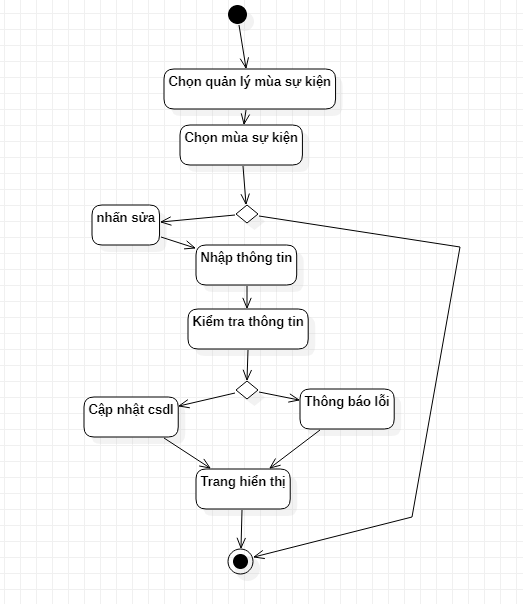 Chọn quản lý mùa sự kiện
Chọn mùa sự kiện
nhấn sửa
Nhập thông tin
Kiểm tra thông tin
Cập nhật csdl
Thông báo lỗi
Trang hiển thị